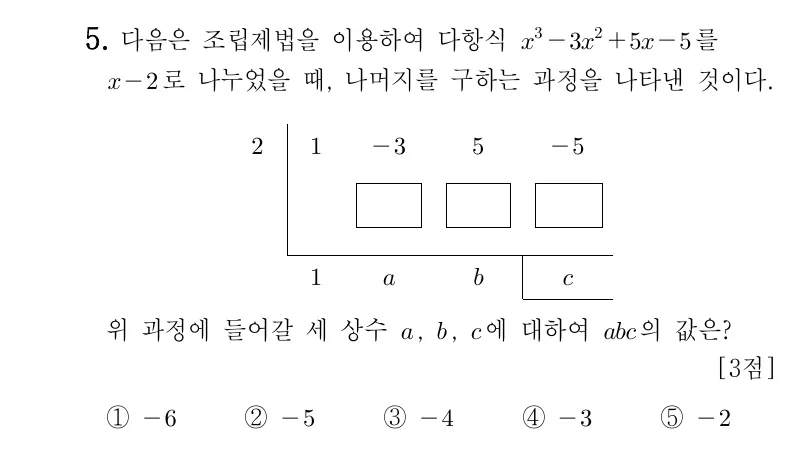 5. 다음은 조립제법을 이용하여 다항식 x³−3x²+5x−5를
x−2로 나누었을 때, 나머지를 구하는 과정을 나타낸 것이다.
2 1 −3 5 −5
1 a b c
위 과정에 들어갈 세 상수 a, b, c에 대하여 abc의 값은?
[3점]
① −6 ② −5 ③ −4 ④ −3 ⑤ −2